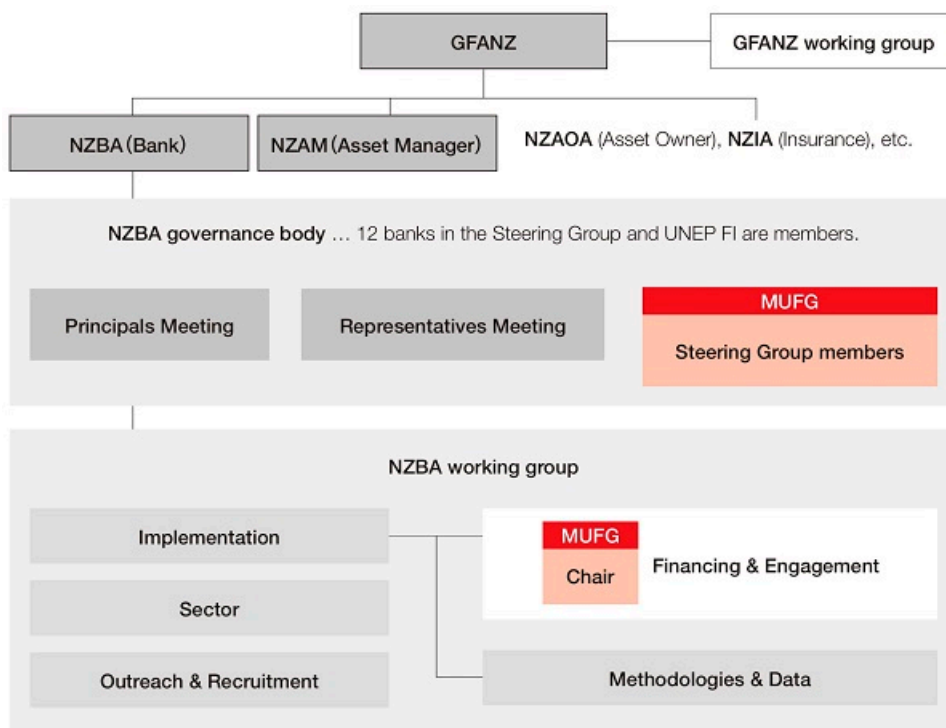 GFANZ
GFANZ working group
NZBA (Bank)
NZAM (Asset Manager)
NZAOA (Asset Owner), NZIA (Insurance), etc.
NZBA governance body … 12 banks in the Steering Group and UNEP FI are members.
Principals Meeting
Representatives Meeting
MUFG
Steering Group members
NZBA working group
Implementation
MUFG
Chair
Financing & Engagement
Sector
Outreach & Recruitment
Methodologies & Data